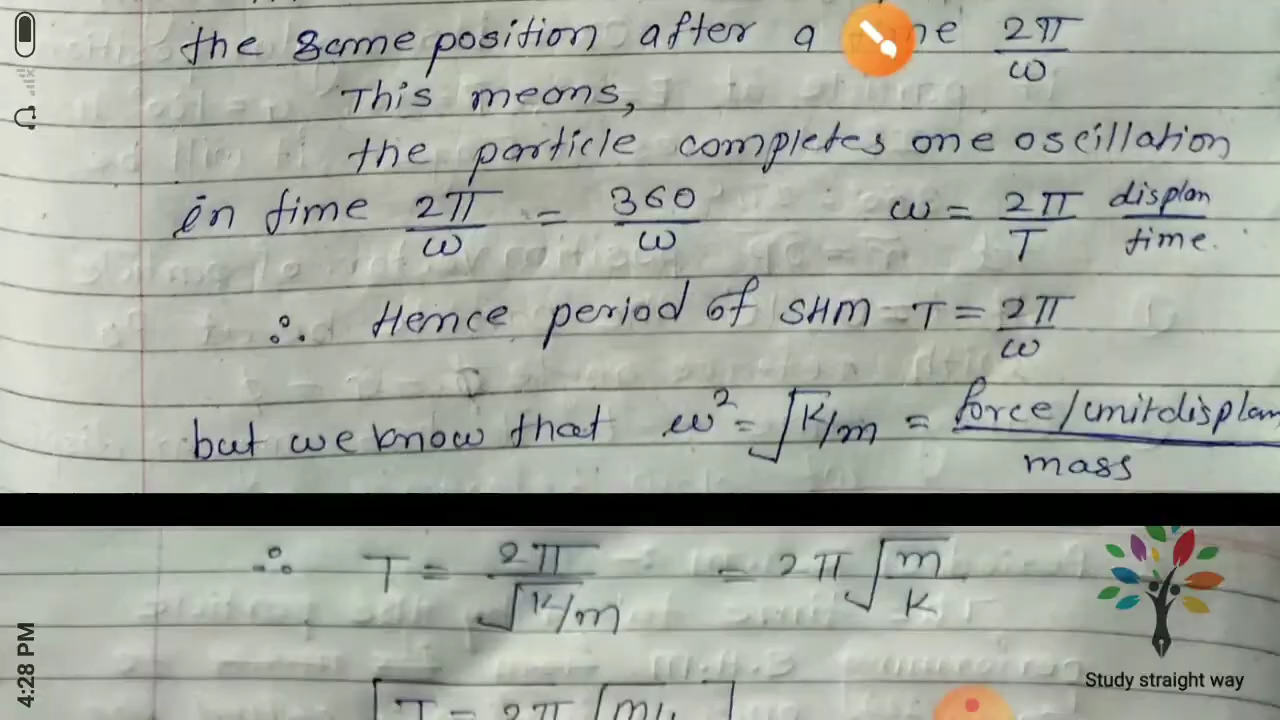 the same position after a 2π/ω
This means,
the particle completes one oscillation
in time 2π/ω = 360/ω ω = 2π/T displan/time.
∴ Hence period of SHM T = 2π/ω
but we know that ω² = √K/m = force/unitdisplan/mass
∴ T = 2π/√K/m = 2π√m/K
T = 2π√m/
Study straight way
4:28 PM